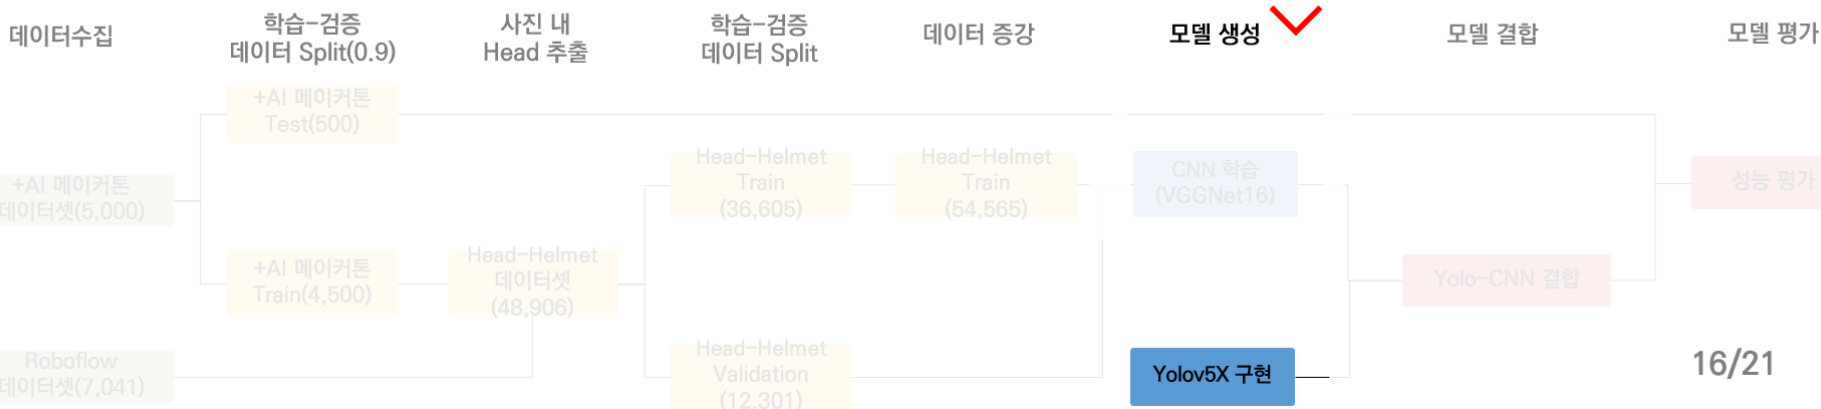 데이터수집
학습-검증
데이터 Split(0.9)
사진 내
Head 추출
학습-검증
데이터 Split
데이터 증강
모델 생성
모델 결합
모델 평가
+AI 메이커톤
Test(500)
+AI 메이커톤
데이터셋(5,000)
+AI 메이커톤
Train(4,500)
Roboflow
데이터셋(7,041)
Head-Helmet
데이터셋
(48,906)
Head-Helmet
Train
(36,605)
Head-Helmet
Validation
(12,301)
Head-Helmet
Train
(54,565)
CNN 학습
(VGGNet16)
Yolov5X 구현
Yolo-CNN 결합
성능 평가
16/21